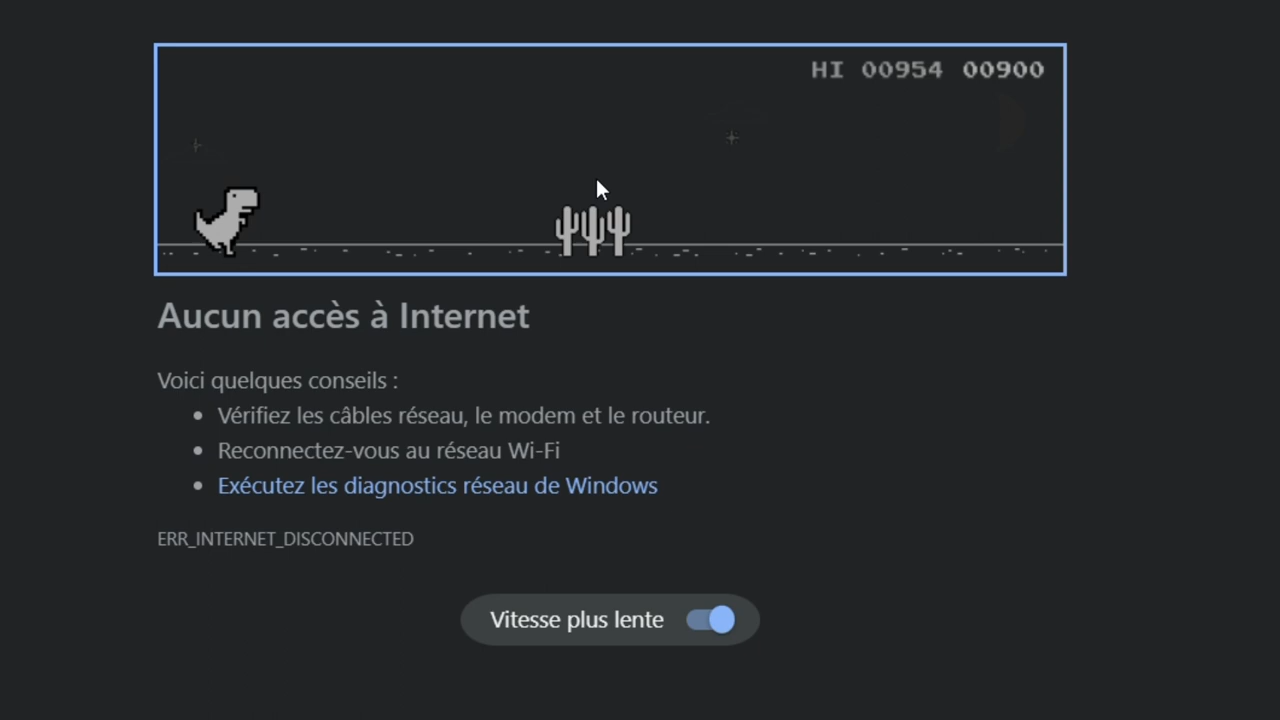 HI 00954 00900
Aucun accès à Internet
Voici quelques conseils :
Vérifiez les câbles réseau, le modem et le routeur.
Reconnectez-vous au réseau Wi-Fi
Exécutez les diagnostics réseau de Windows
ERR_INTERNET_DISCONNECTED
Vitesse plus lente